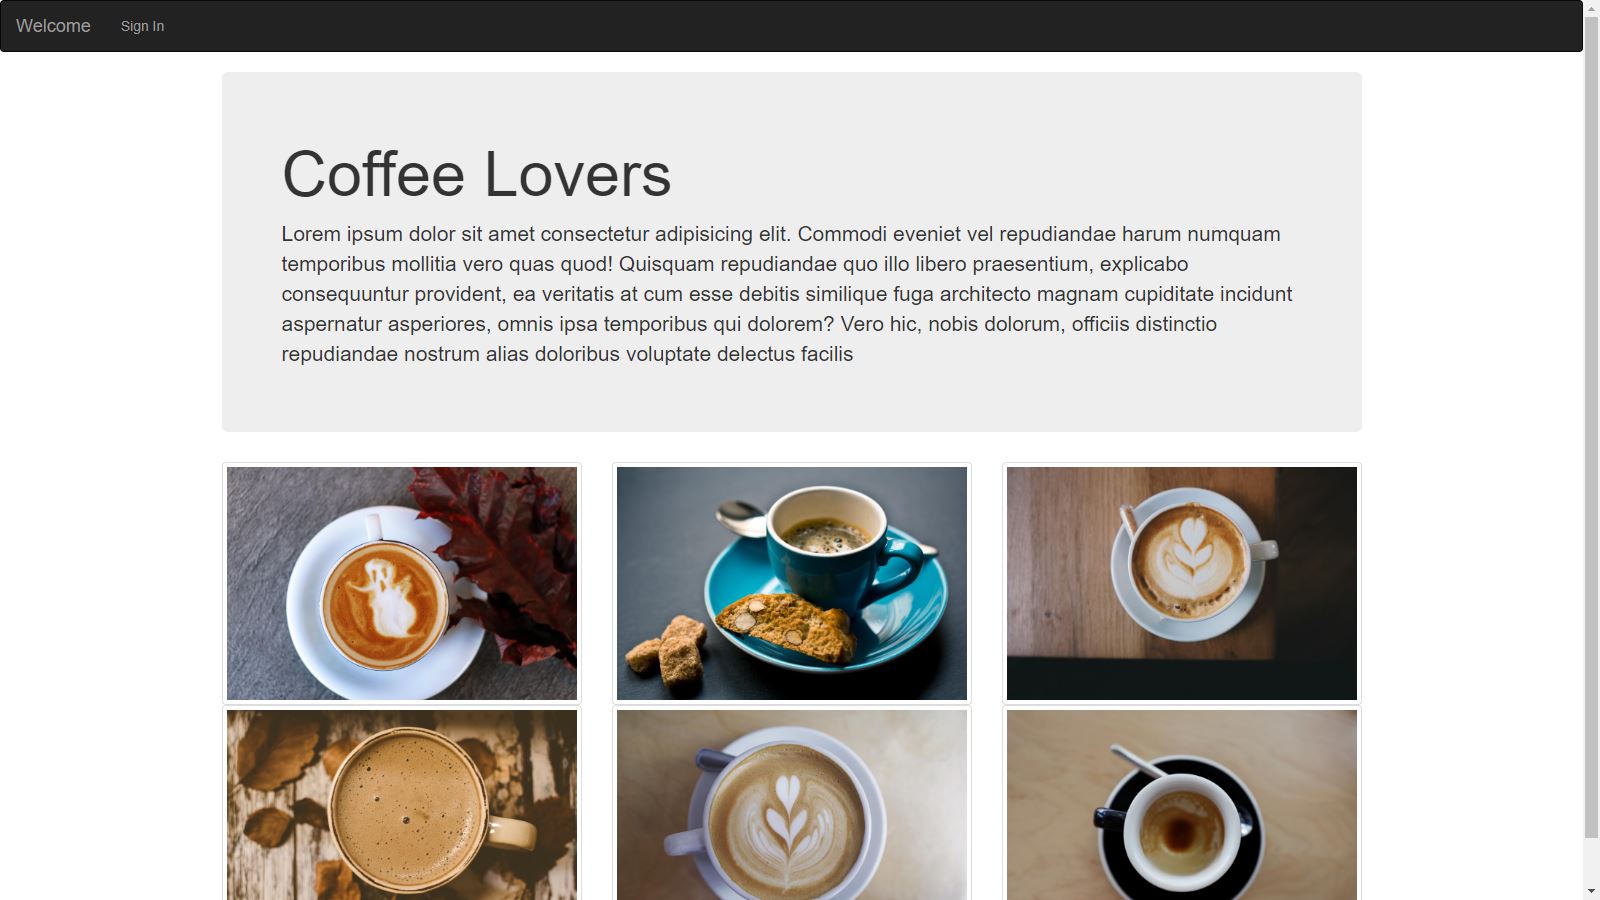 Welcome Sign In
Coffee Lovers
Lorem ipsum dolor sit amet consectetur adipisicing elit. Commodi eveniet vel repudiandae harum numquam
temporibus mollitia vero quas quod! Quisquam repudiandae quo illo libero praesentium, explicabo
consequuntur provident, ea veritatis at cum esse debitis similique fuga architecto magnam cupiditate incidunt
aspernatur asperiores, omnis ipsa temporibus qui dolorem? Vero hic, nobis dolorum, officiis distinctio
repudiandae nostrum alias doloribus voluptate delectus facilis